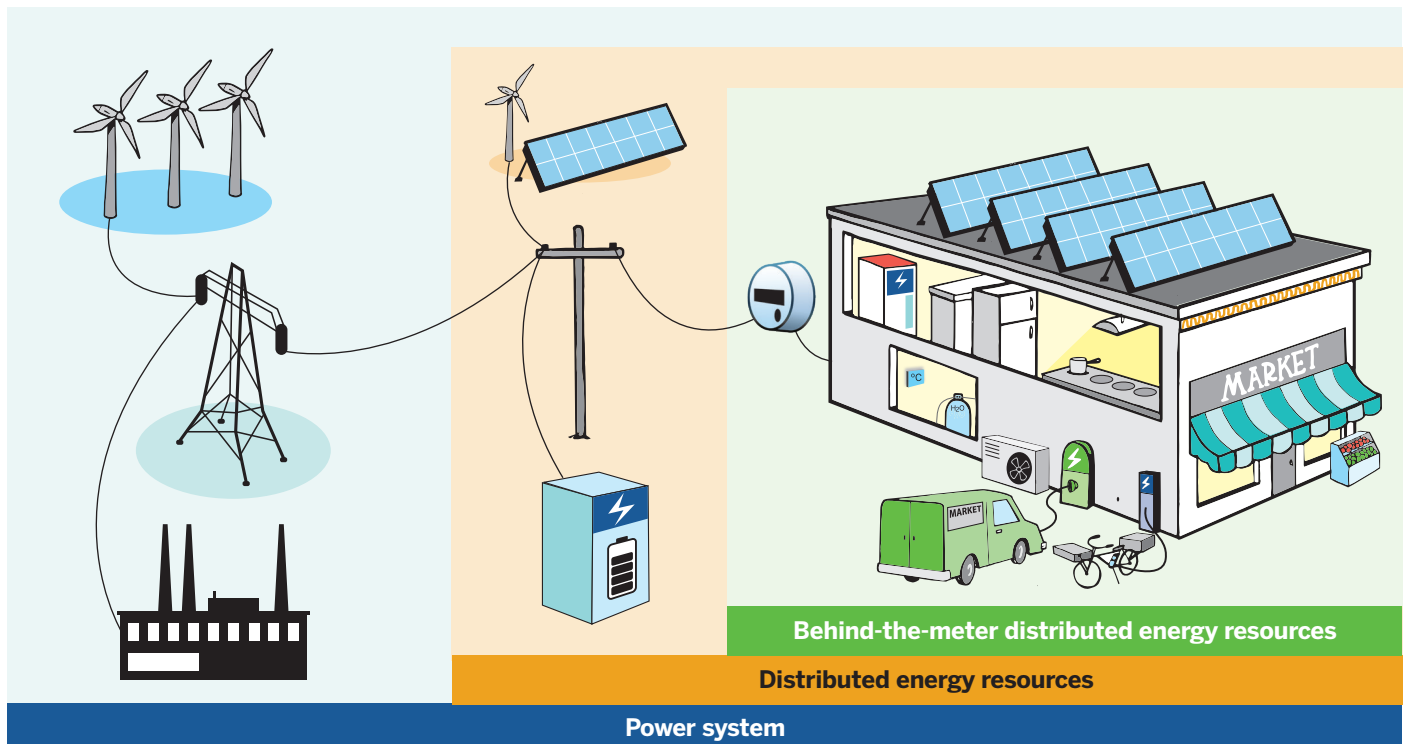 °C
H₂O
MARKET
MARKET
Behind-the-meter distributed energy resources
Distributed energy resources
Power system